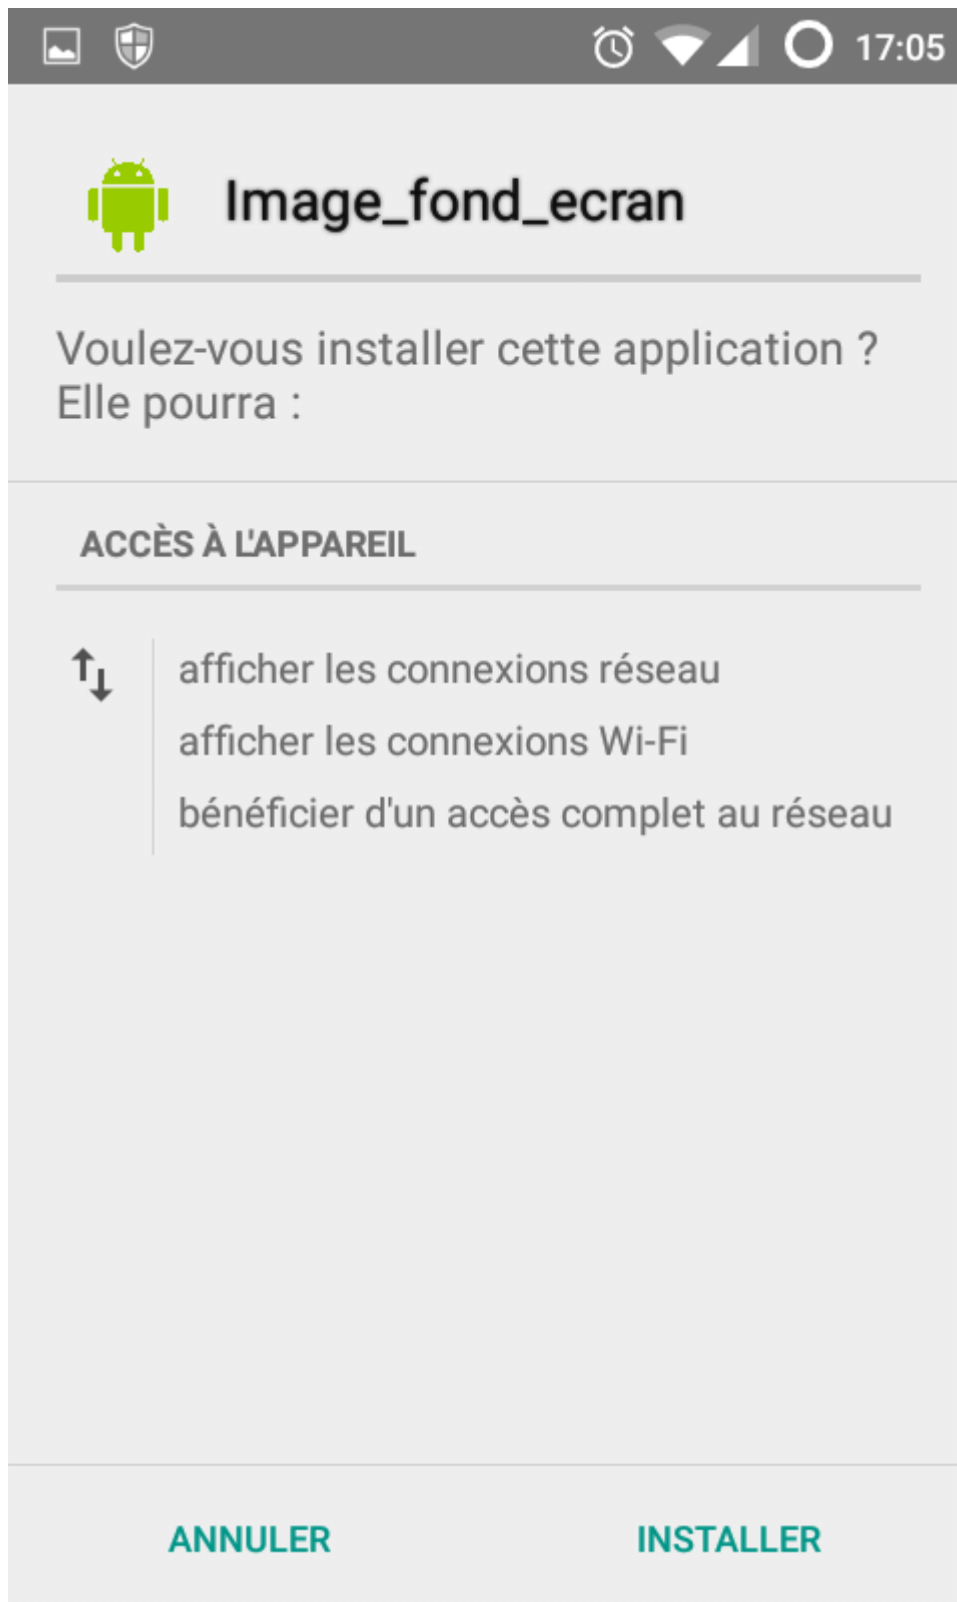 17:05
Image_fond_ecran
Voulez-vous installer cette application ?
Elle pourra :
ACCÈS À L'APPAREIL
afficher les connexions réseau
afficher les connexions Wi-Fi
bénéficier d'un accès complet au réseau
ANNULER
INSTALLER